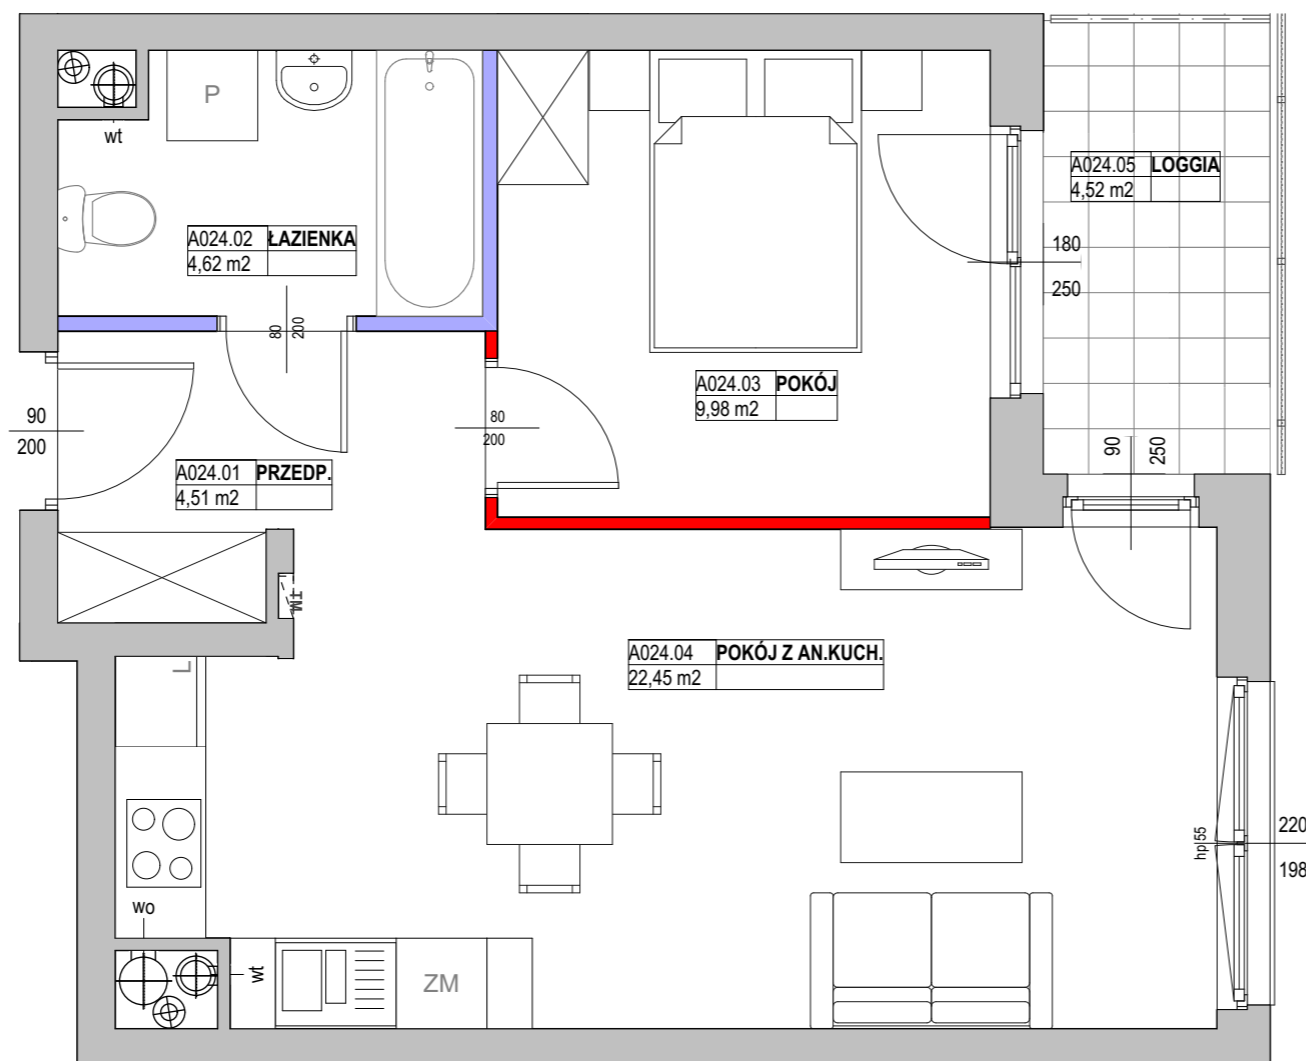 P
wt
A024.02 ŁAZIENKA
4,62 m2
80
200
A024.05 LOGGIA
4,52 m2
180
250
A024.03 POKÓJ
9,98 m2
90
200
80
200
A024.01 PRZEDP.
4,51 m2
90
250
TM
A024.04 POKÓJ Z AN.KUCH.
22,45 m2
L
hp 55
220
198
wo
wt
ZM